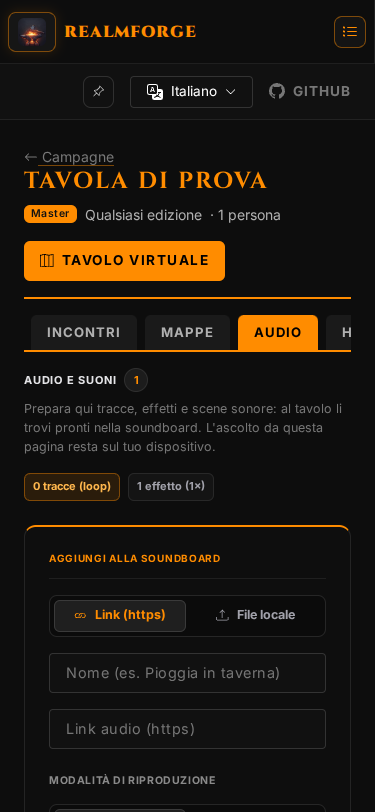 REALMFORGE
Italiano
GITHUB
← Campagne
TAVOLA DI PROVA
Master Qualsiasi edizione · 1 persona
TAVOLO VIRTUALE
INCONTRI MAPPE AUDIO H
AUDIO E SUONI 1
Prepara qui tracce, effetti e scene sonore: al tavolo li
trovi pronti nella soundboard. L'ascolto da questa
pagina resta sul tuo dispositivo.
0 tracce (loop) 1 effetto (1×)
AGGIUNGI ALLA SOUNDBOARD
Link (https) File locale
Nome (es. Pioggia in taverna)
Link audio (https)
MODALITÀ DI RIPRODUZIONE